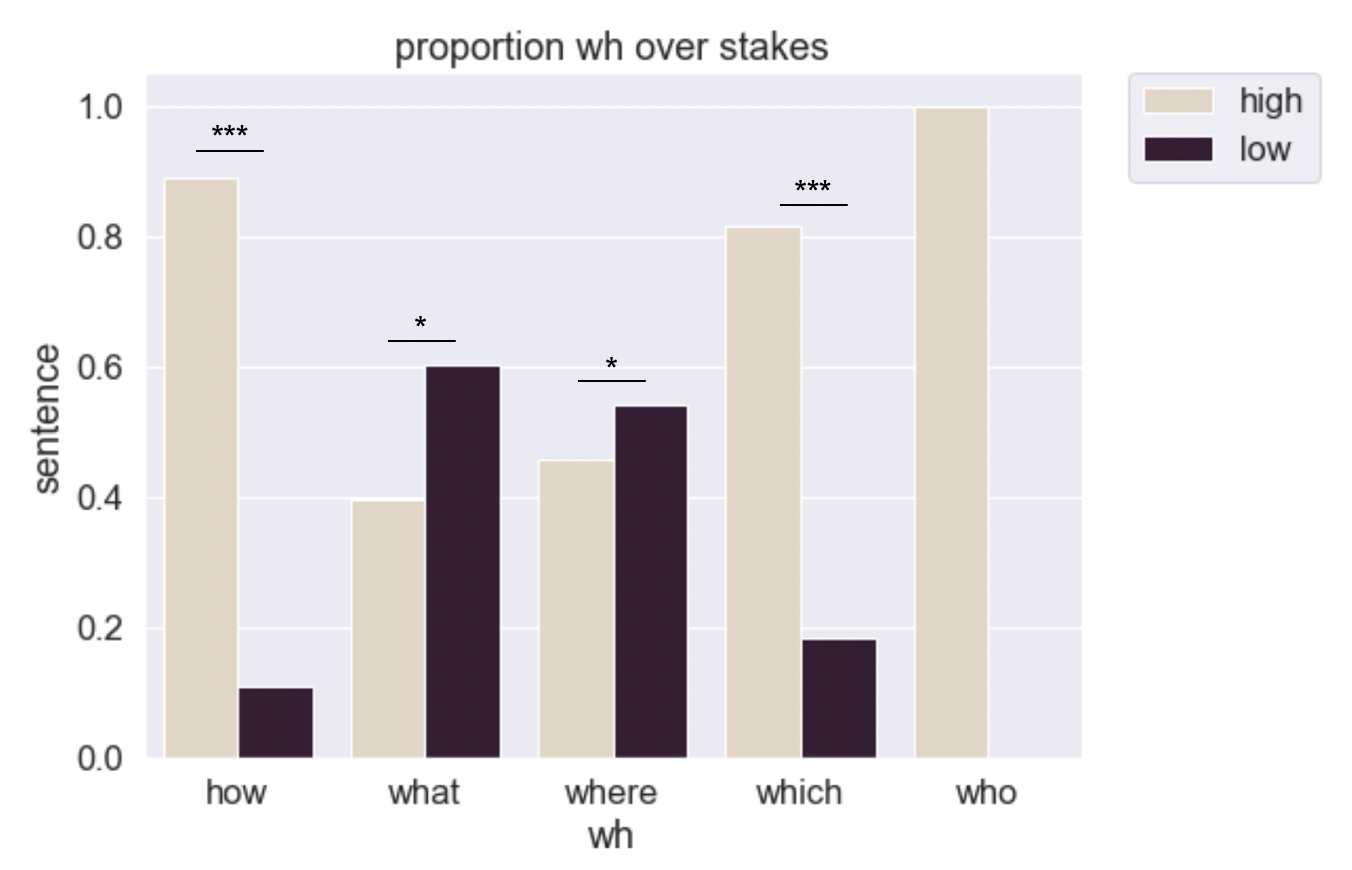 proportion wh over stakes
high
low
1.0
0.8
0.6
0.4
0.2
0.0
***
*
*
***
sentence
how what where which who
wh